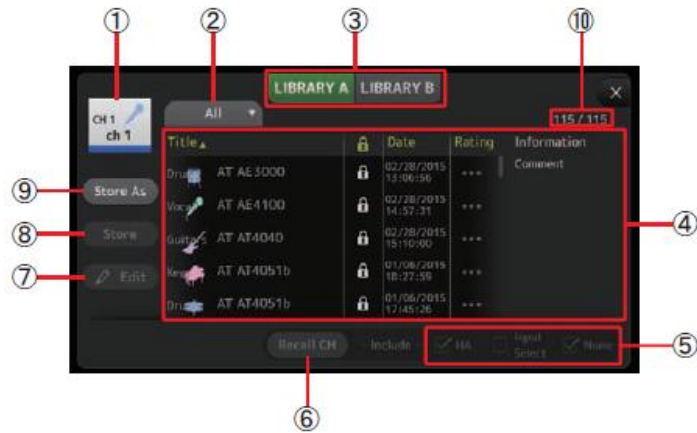 ① ② ③ ⑩
LIBRARY A LIBRARY B
All
115 / 115
CH 1
ch 1
Title Date Rating Information
Drums AT AE3000 02/28/2015 13:06:56 Comment
Vocal AT AE4100 02/28/2015 14:57:31
Guitars AT AT4040 02/28/2015 15:10:00
AT AT4051b 01/06/2015 18:27:59
AT AT4051b 01/06/2015 17:45:26
④
⑨ Store As
⑧ Store
⑦ Edit
Recall CH Include HA Input Select Name ⑤
⑥